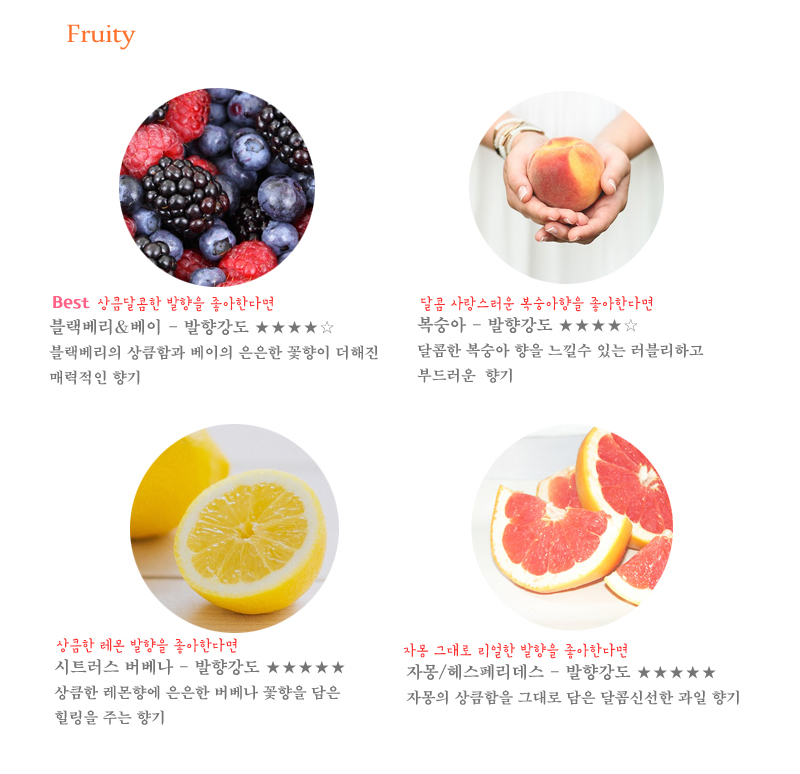 Fruity
Best 상큼달콤한 발향을 좋아한다면
블랙베리&베이 - 발향강도 ★★★★☆
블랙베리의 상큼함과 베이의 은은한 꽃향이 더해진
매력적인 향기
달콤 사랑스러운 복숭아향을 좋아한다면
복숭아 - 발향강도 ★★★★☆
달콤한 복숭아 향을 느낄수 있는 러블리하고
부드러운 향기
상큼한 레몬 발향을 좋아한다면
시트러스 버베나 - 발향강도 ★★★★★
상큼한 레몬향에 은은한 버베나 꽃향을 담은
힐링을 주는 향기
자몽 그대로 리얼한 발향을 좋아한다면
자몽/헤스페리데스 - 발향강도 ★★★★★
자몽의 상큼함을 그대로 담은 달콤신선한 과일 향기